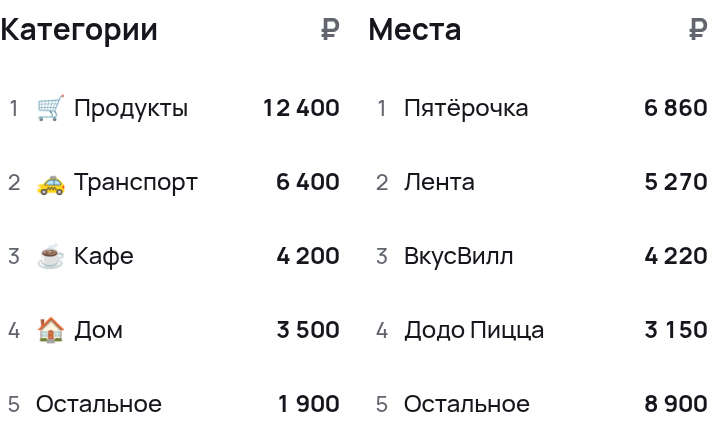 Категории ₽
1 🛒 Продукты 12 400
2 🚕 Транспорт 6 400
3 ☕ Кафе 4 200
4 🏠 Дом 3 500
5 Остальное 1 900
Места ₽
1 Пятёрочка 6 860
2 Лента 5 270
3 ВкусВилл 4 220
4 Додо Пицца 3 150
5 Остальное 8 900